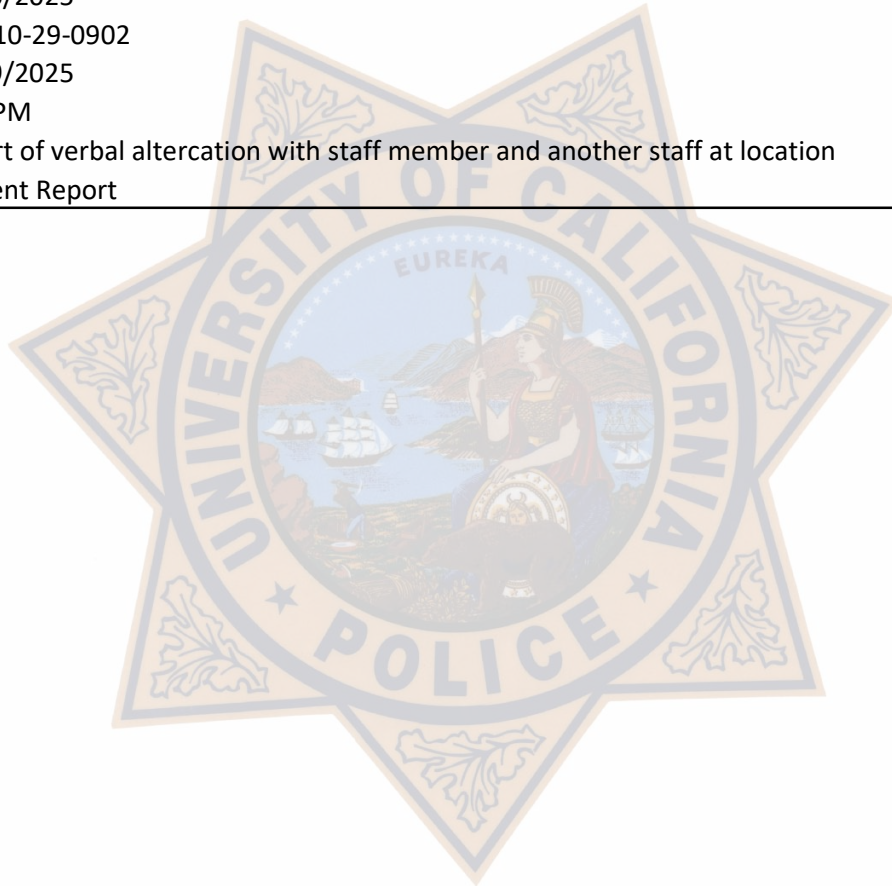 /2025
10-29-0902
9/2025
PM
rt of verbal altercation with staff member and another staff at location
ent Report
UNIVERSITY OF CALIFORNIA
EUREKA
POLICE